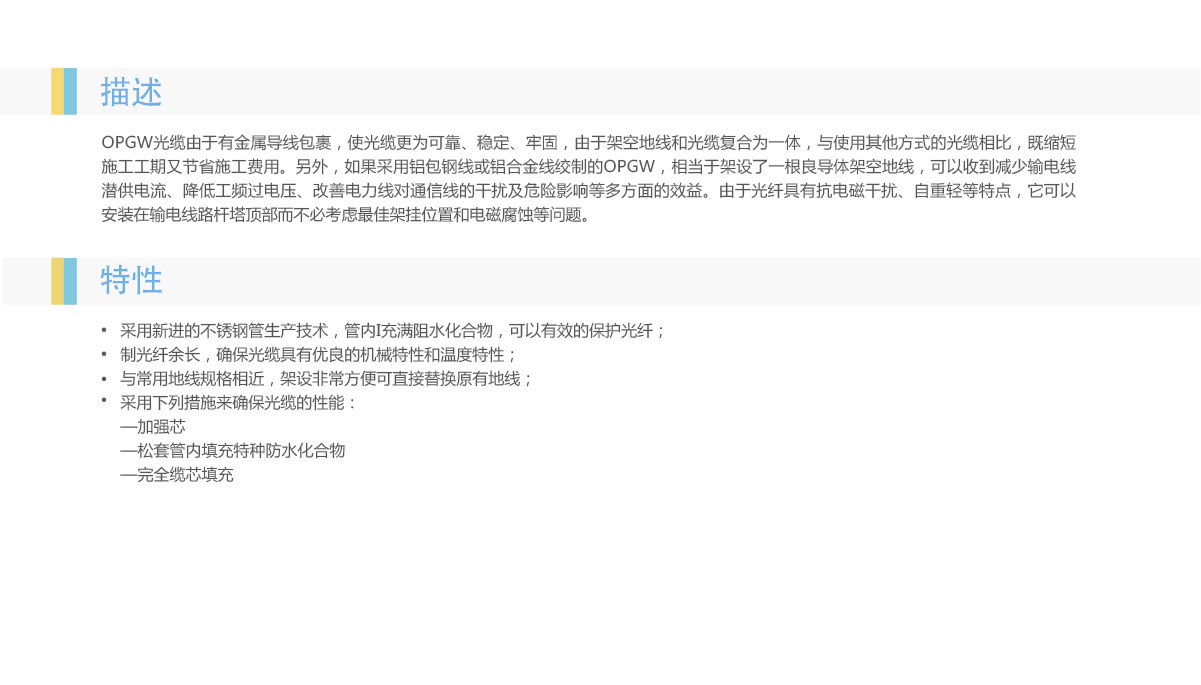 描述
OPGW光缆由于有金属导线包裹，使光缆更为可靠、稳定、牢固，由于架空地线和光缆复合为一体，与使用其他方式的光缆相比，既缩短
施工工期又节省施工费用。另外，如果采用铝包钢线或铝合金线绞制的OPGW，相当于架设了一根良导体架空地线，可以收到减少输电线
潜供电流、降低工频过电压、改善电力线对通信线的干扰及危险影响等多方面的效益。由于光纤具有抗电磁干扰、自重轻等特点，它可以
安装在输电线路杆塔顶部而不必考虑最佳架挂位置和电磁腐蚀等问题。
特性
• 采用新进的不锈钢管生产技术，管内I充满阻水化合物，可以有效的保护光纤；
• 制光纤余长，确保光缆具有优良的机械特性和温度特性；
• 与常用地线规格相近，架设非常方便可直接替换原有地线；
• 采用下列措施来确保光缆的性能：
—加强芯
—松套管内填充特种防水化合物
—完全缆芯填充